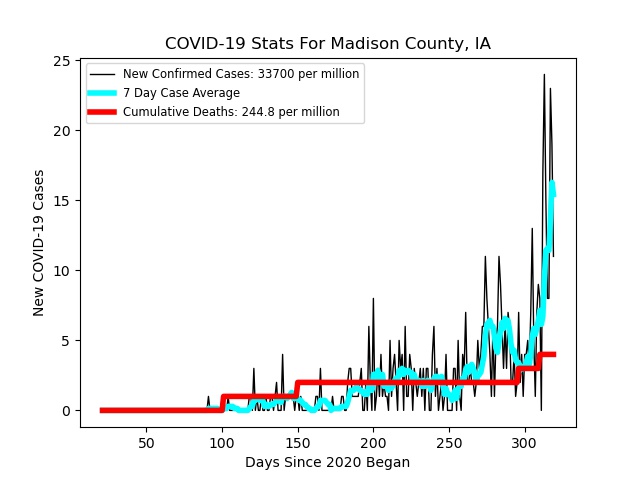 COVID-19 Stats For Madison County, IA
New Confirmed Cases: 33700 per million
7 Day Case Average
Cumulative Deaths: 244.8 per million
25
20
15
10
5
0
New COVID-19 Cases
50 100 150 200 250 300
Days Since 2020 Began